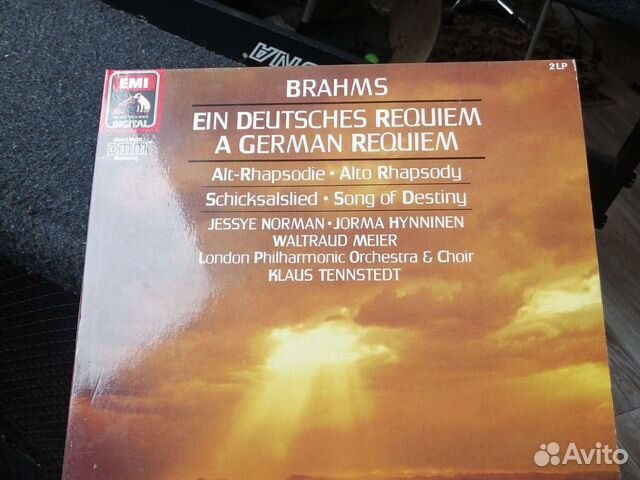 BRAHMS
2 LP
EMI
DIGITAL
DMM
EIN DEUTSCHES REQUIEM
A GERMAN REQUIEM
Alt-Rhapsodie • Alto Rhapsody
Schicksalslied • Song of Destiny
JESSYE NORMAN • JORMA HYNNINEN
WALTRAUD MEIER
London Philharmonic Orchestra & Choir
KLAUS TENNSTEDT
Avito